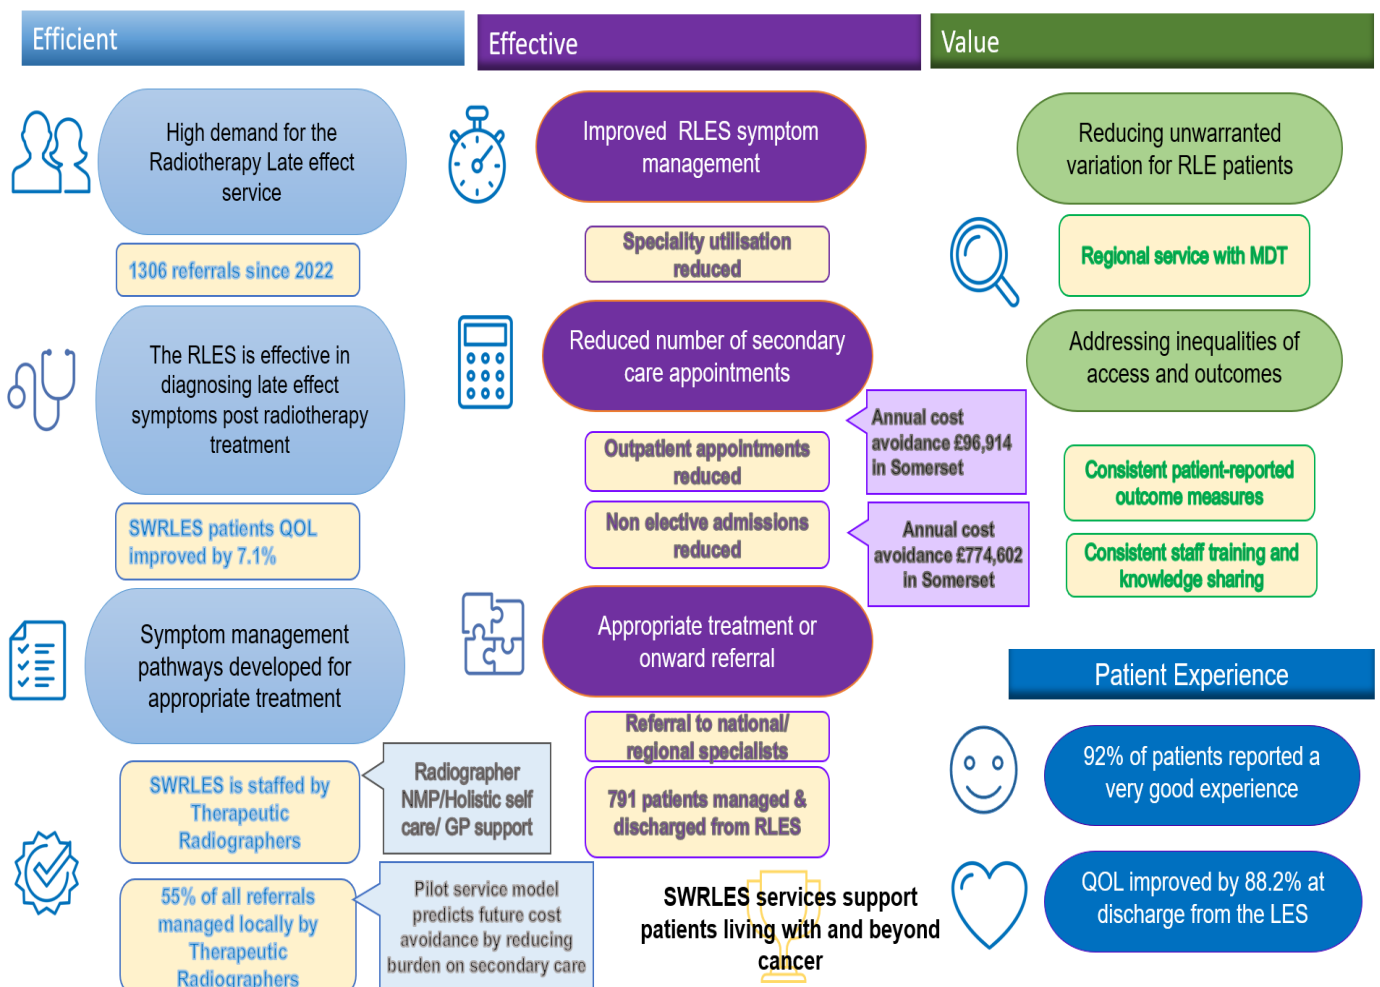 Efficient
High demand for the
Radiotherapy Late effect
service
1306 referrals since 2022
The RLES is effective in
diagnosing late effect
symptoms post radiotherapy
treatment
SWRLES patients QOL
improved by 7.1%
Symptom management
pathways developed for
appropriate treatment
SWRLES is staffed by
Therapeutic
Radiographers
Radiographer
NMP/Holistic self
care/ GP support
55% of all referrals
managed locally by
Therapeutic
Radiographers
Pilot service model
predicts future cost
avoidance by reducing
burden on secondary care
Effective
Improved RLES symptom
management
Speciality utilisation
reduced
Reduced number of secondary
care appointments
Outpatient appointments
reduced
Annual cost
avoidance £96,914
in Somerset
Non elective admissions
reduced
Annual cost
avoidance £774,602
in Somerset
Appropriate treatment or
onward referral
Referral to national/
regional specialists
791 patients managed &
discharged from RLES
SWRLES services support
patients living with and beyond
cancer
Value
Reducing unwarranted
variation for RLE patients
Regional service with MDT
Addressing inequalities of
access and outcomes
Consistent patient-reported
outcome measures
Consistent staff training and
knowledge sharing
Patient Experience
92% of patients reported a
very good experience
QOL improved by 88.2% at
discharge from the LES